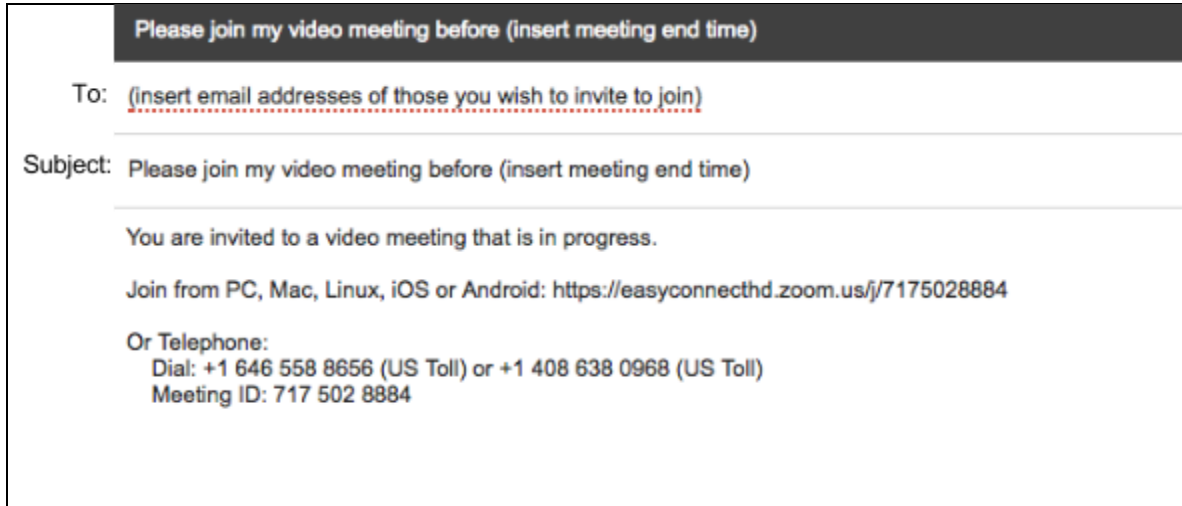 Please join my video meeting before (insert meeting end time)
To: (insert email addresses of those you wish to invite to join)
Subject: Please join my video meeting before (insert meeting end time)
You are invited to a video meeting that is in progress.
Join from PC, Mac, Linux, iOS or Android: https://easyconnecthd.zoom.us/j/7175028884
Or Telephone:
Dial: +1 646 558 8656 (US Toll) or +1 408 638 0968 (US Toll)
Meeting ID: 717 502 8884